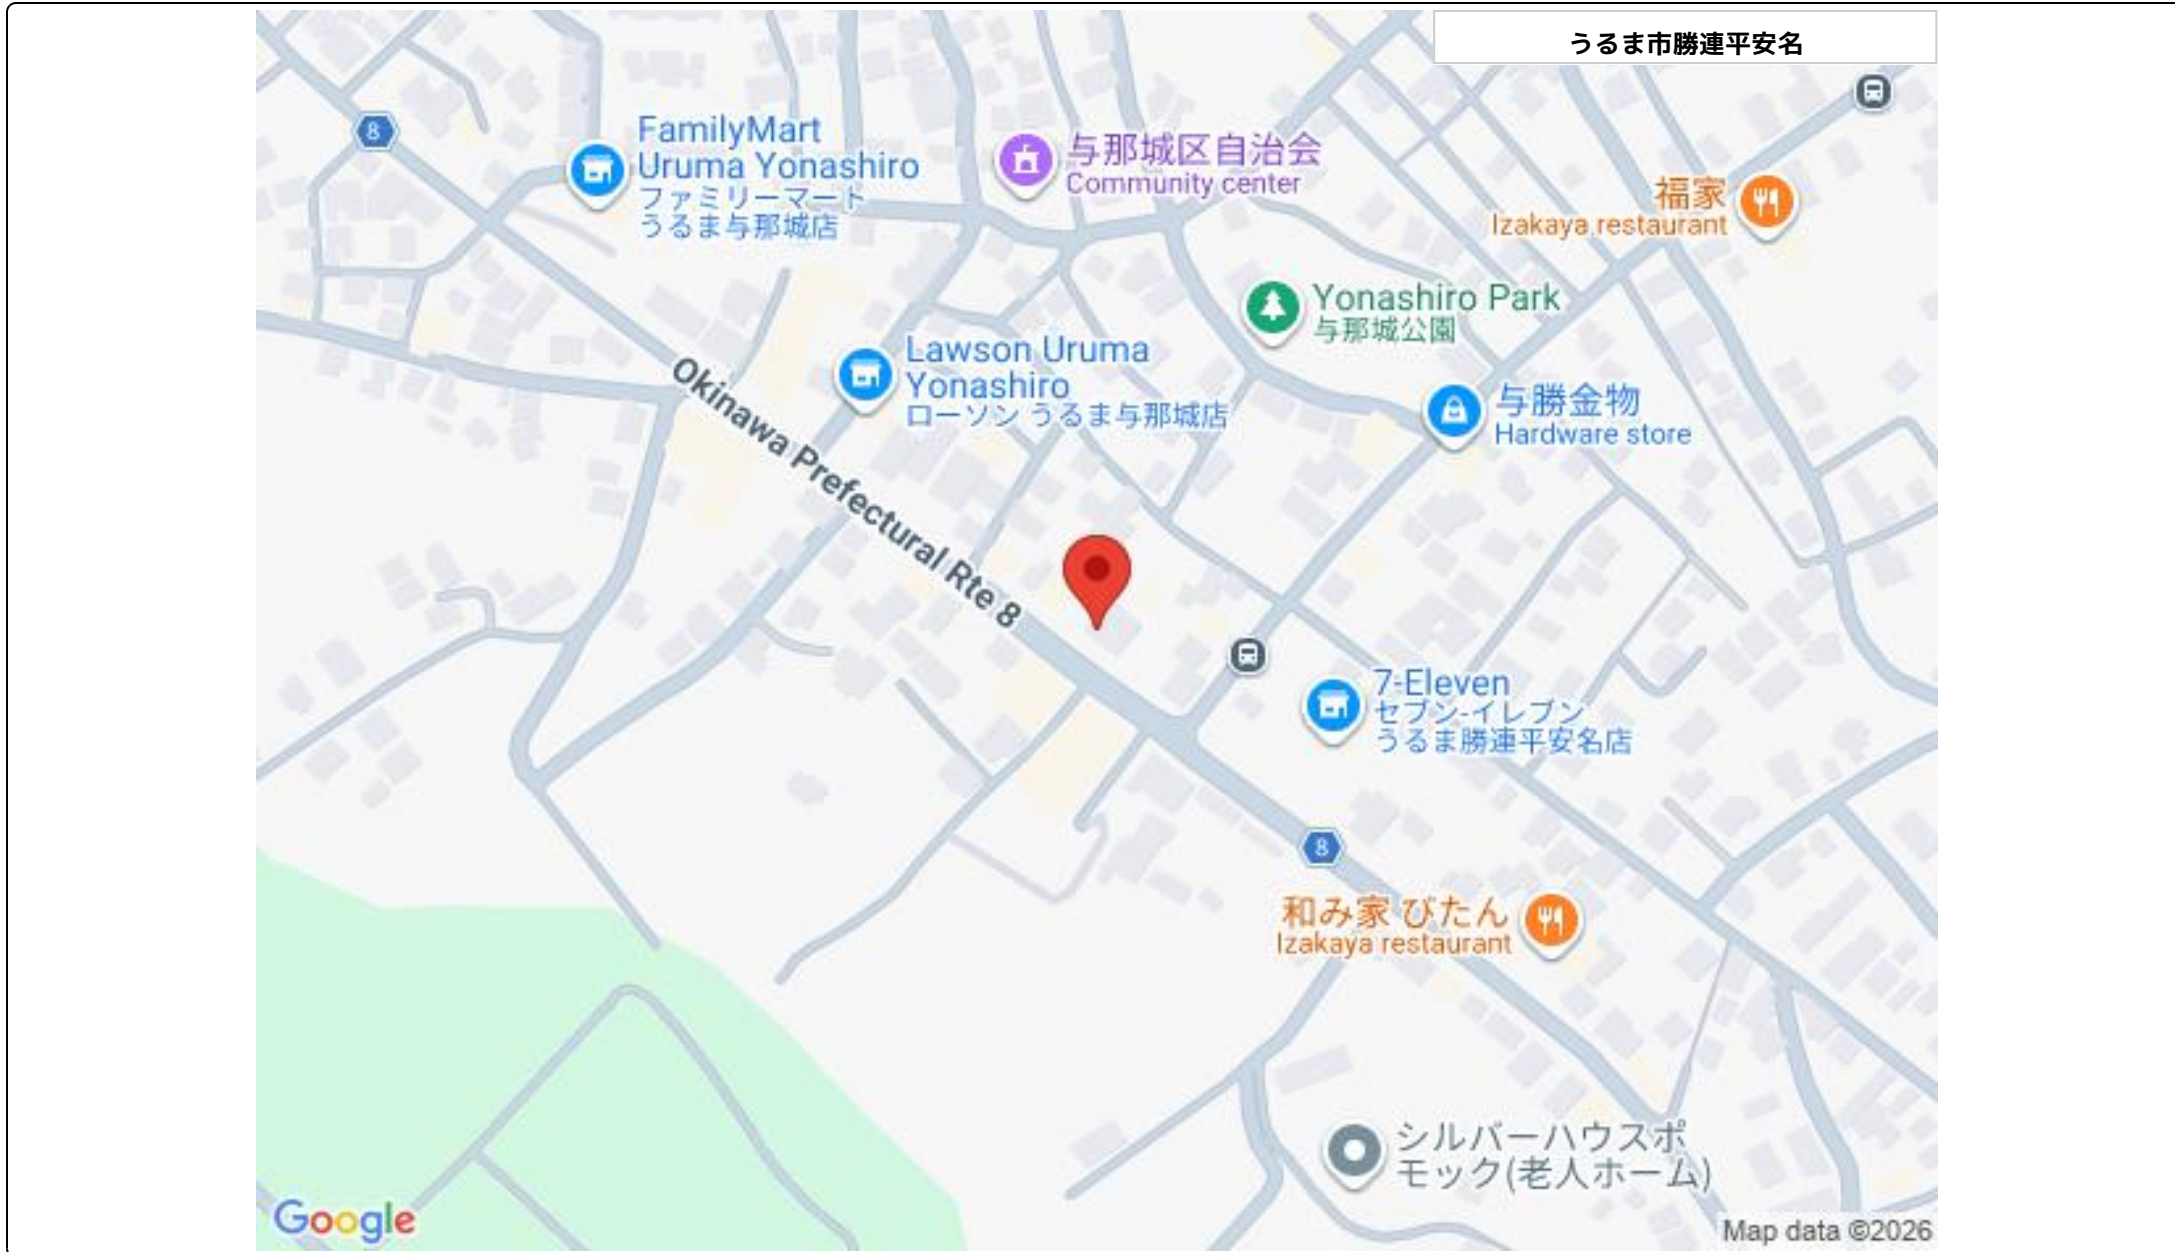 うるま市勝連平安名
8
FamilyMart
Uruma Yonashiro
ファミリーマート
うるま与那城店
与那城区自治会
Community center
福家
Izakaya restaurant
Yonashiro Park
与那城公園
Lawson Uruma
Yonashiro
ローソン うるま与那城店
与勝金物
Hardware store
Okinawa Prefectural Rte 8
7-Eleven
セブン-イレブン
うるま勝連平安名店
8
和み家 びたん
Izakaya restaurant
シルバーハウスポ
モック(老人ホーム)
Google
Map data ©2026